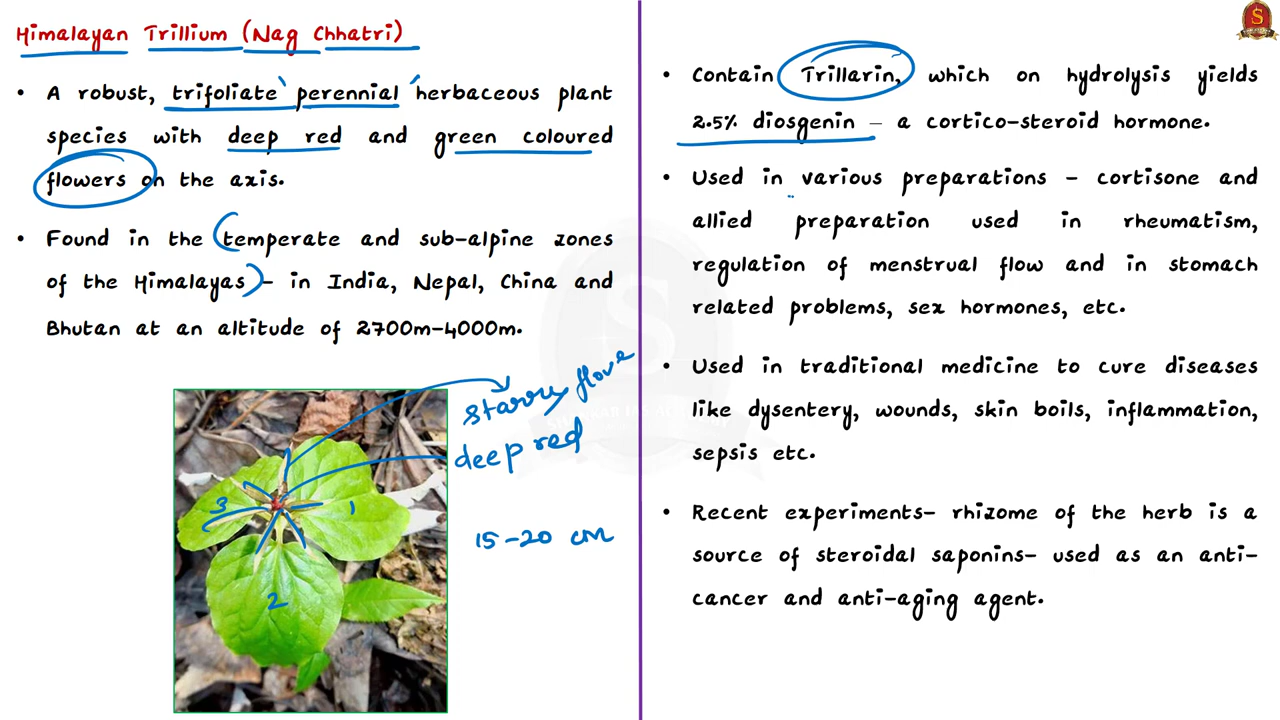 Himalayan Trillium (Nag Chhatri)
• A robust, trifoliate perennial herbaceous plant
species with deep red and green coloured
flowers on the axis.
• Found in the temperate and sub-alpine zones
of the Himalayas - in India, Nepal, China and
Bhutan at an altitude of 2700m-4000m.
starry flowe
deep red
15-20 cm
3
1
2
• Contain Trillarin, which on hydrolysis yields
2.5% diosgenin – a cortico-steroid hormone.
• Used in various preparations – cortisone and
allied preparation used in rheumatism,
regulation of menstrual flow and in stomach
related problems, sex hormones, etc.
• Used in traditional medicine to cure diseases
like dysentery, wounds, skin boils, inflammation,
sepsis etc.
• Recent experiments- rhizome of the herb is a
source of steroidal saponins- used as an anti-
cancer and anti-aging agent.